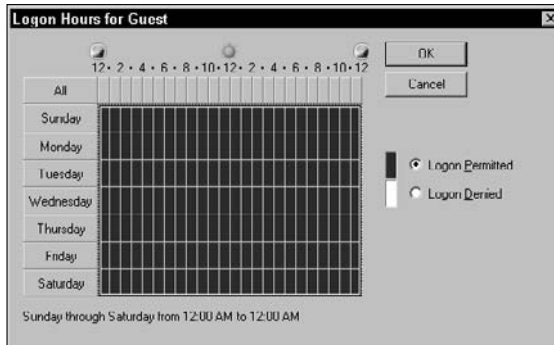 Logon Hours for Guest
12 • 2 • 4 • 6 • 8 • 10 • 12 • 2 • 4 • 6 • 8 • 10 • 12
OK
Cancel
All
Sunday
Monday
Tuesday
Wednesday
Thursday
Friday
Saturday
Logon Permitted
Logon Denied
Sunday through Saturday from 12:00 AM to 12:00 AM